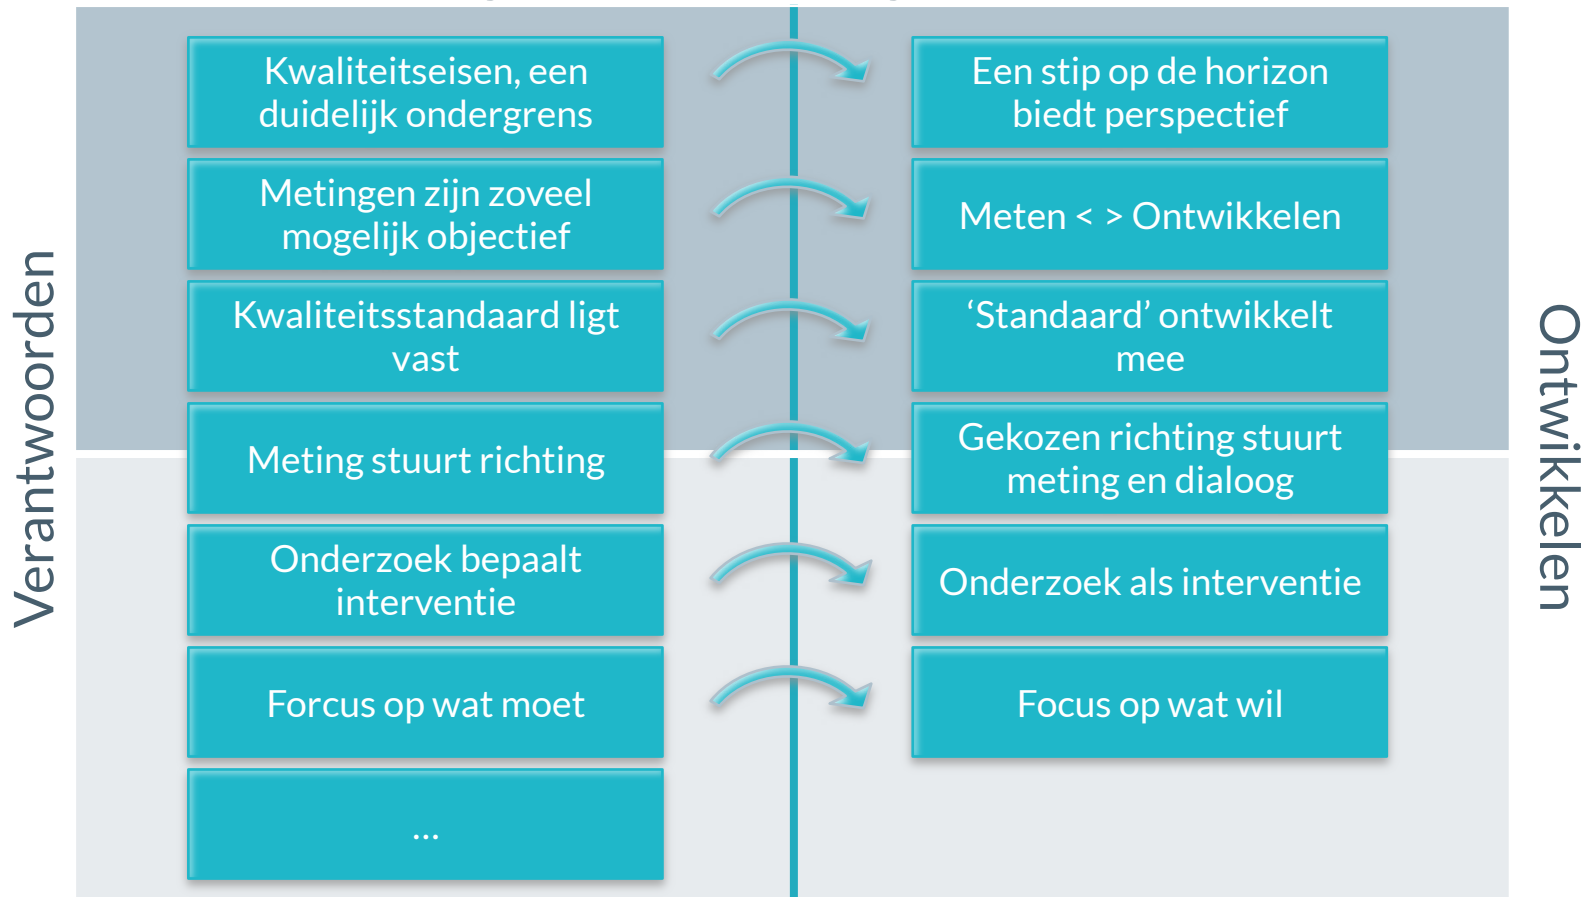 Verantwoorden
Kwaliteitseisen, een
duidelijk ondergrens
Een stip op de horizon
biedt perspectief
Metingen zijn zoveel
mogelijk objectief
Meten < > Ontwikkelen
Kwaliteitsstandaard ligt
vast
‘Standaard’ ontwikkelt
mee
Meting stuurt richting
Gekozen richting stuurt
meting en dialoog
Onderzoek bepaalt
interventie
Onderzoek als interventie
Forcus op wat moet
Focus op wat wil
...
Ontwikkelen